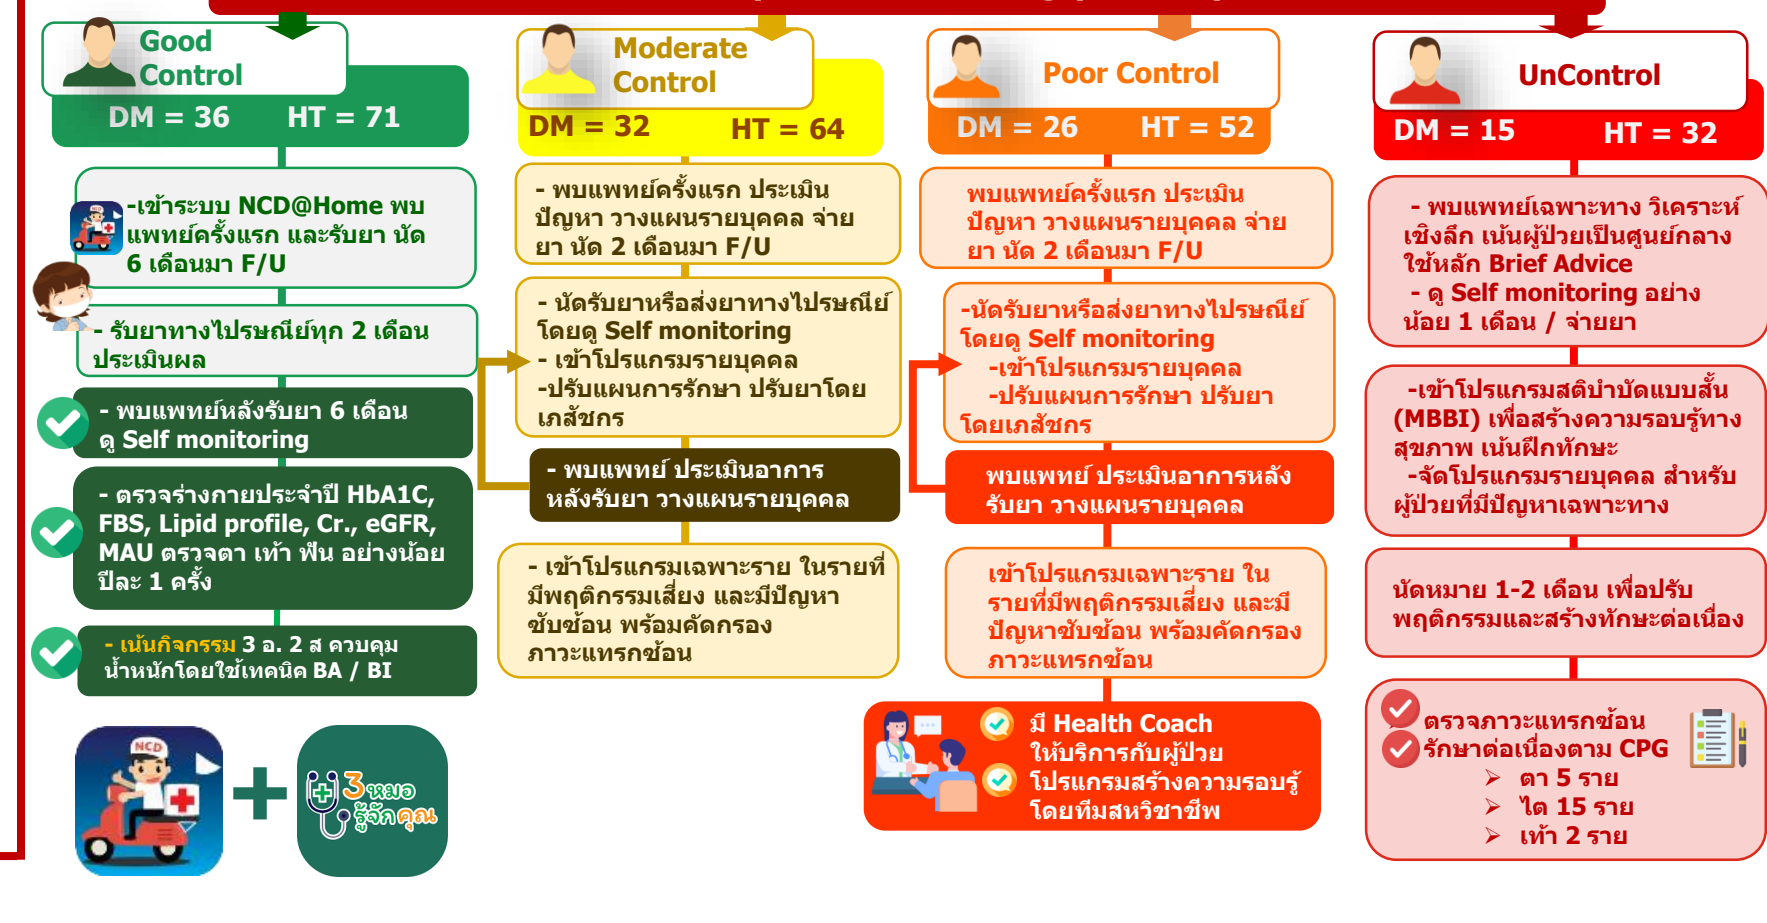 Good
Control
DM = 36 HT = 71
-เข้าระบบ NCD@Home พบ
แพทย์ครั้งแรก และรับยา นัด
6 เดือนมา F/U
- รับยาทางไปรษณีย์ทุก 2 เดือน
ประเมินผล
- พบแพทย์หลังรับยา 6 เดือน
ดู Self monitoring
- ตรวจร่างกายประจำปี HbA1C,
FBS, Lipid profile, Cr., eGFR,
MAU ตรวจตา เท้า ฟัน อย่างน้อย
ปีละ 1 ครั้ง
- เน้นกิจกรรม 3 อ. 2 ส ควบคุม
น้ำหนักโดยใช้เทคนิค BA / BI
NCD
3 หมอ
รู้จักคุณ
Moderate
Control
DM = 32 HT = 64
- พบแพทย์ครั้งแรก ประเมิน
ปัญหา วางแผนรายบุคคล จ่าย
ยา นัด 2 เดือนมา F/U
- นัดรับยาหรือส่งยาทางไปรษณีย์
โดยดู Self monitoring
- เข้าโปรแกรมรายบุคคล
-ปรับแผนการรักษา ปรับยาโดย
เภสัชกร
- พบแพทย์ ประเมินอาการ
หลังรับยา วางแผนรายบุคคล
- เข้าโปรแกรมเฉพาะราย ในรายที่
มีพฤติกรรมเสี่ยง และมีปัญหา
ซับซ้อน พร้อมคัดกรอง
ภาวะแทรกซ้อน
Poor Control
DM = 26 HT = 52
พบแพทย์ครั้งแรก ประเมิน
ปัญหา วางแผนรายบุคคล จ่าย
ยา นัด 2 เดือนมา F/U
-นัดรับยาหรือส่งยาทางไปรษณีย์
โดยดู Self monitoring
-เข้าโปรแกรมรายบุคคล
-ปรับแผนการรักษา ปรับยา
โดยเภสัชกร
พบแพทย์ ประเมินอาการหลัง
รับยา วางแผนรายบุคคล
เข้าโปรแกรมเฉพาะราย ใน
รายที่มีพฤติกรรมเสี่ยง และมี
ปัญหาซับซ้อน พร้อมคัดกรอง
ภาวะแทรกซ้อน
มี Health Coach
ให้บริการกับผู้ป่วย
โปรแกรมสร้างความรอบรู้
โดยทีมสหวิชาชีพ
UnControl
DM = 15 HT = 32
- พบแพทย์เฉพาะทาง วิเคราะห์
เชิงลึก เน้นผู้ป่วยเป็นศูนย์กลาง
ใช้หลัก Brief Advice
- ดู Self monitoring อย่าง
น้อย 1 เดือน / จ่ายยา
-เข้าโปรแกรมสติบำบัดแบบสั้น
(MBBI) เพื่อสร้างความรอบรู้ทาง
สุขภาพ เน้นฝึกทักษะ
-จัดโปรแกรมรายบุคคล สำหรับ
ผู้ป่วยที่มีปัญหาเฉพาะทาง
นัดหมาย 1-2 เดือน เพื่อปรับ
พฤติกรรมและสร้างทักษะต่อเนื่อง
ตรวจภาวะแทรกซ้อน
รักษาต่อเนื่องตาม CPG
➢ ตา 5 ราย
➢ ไต 15 ราย
➢ เท้า 2 ราย